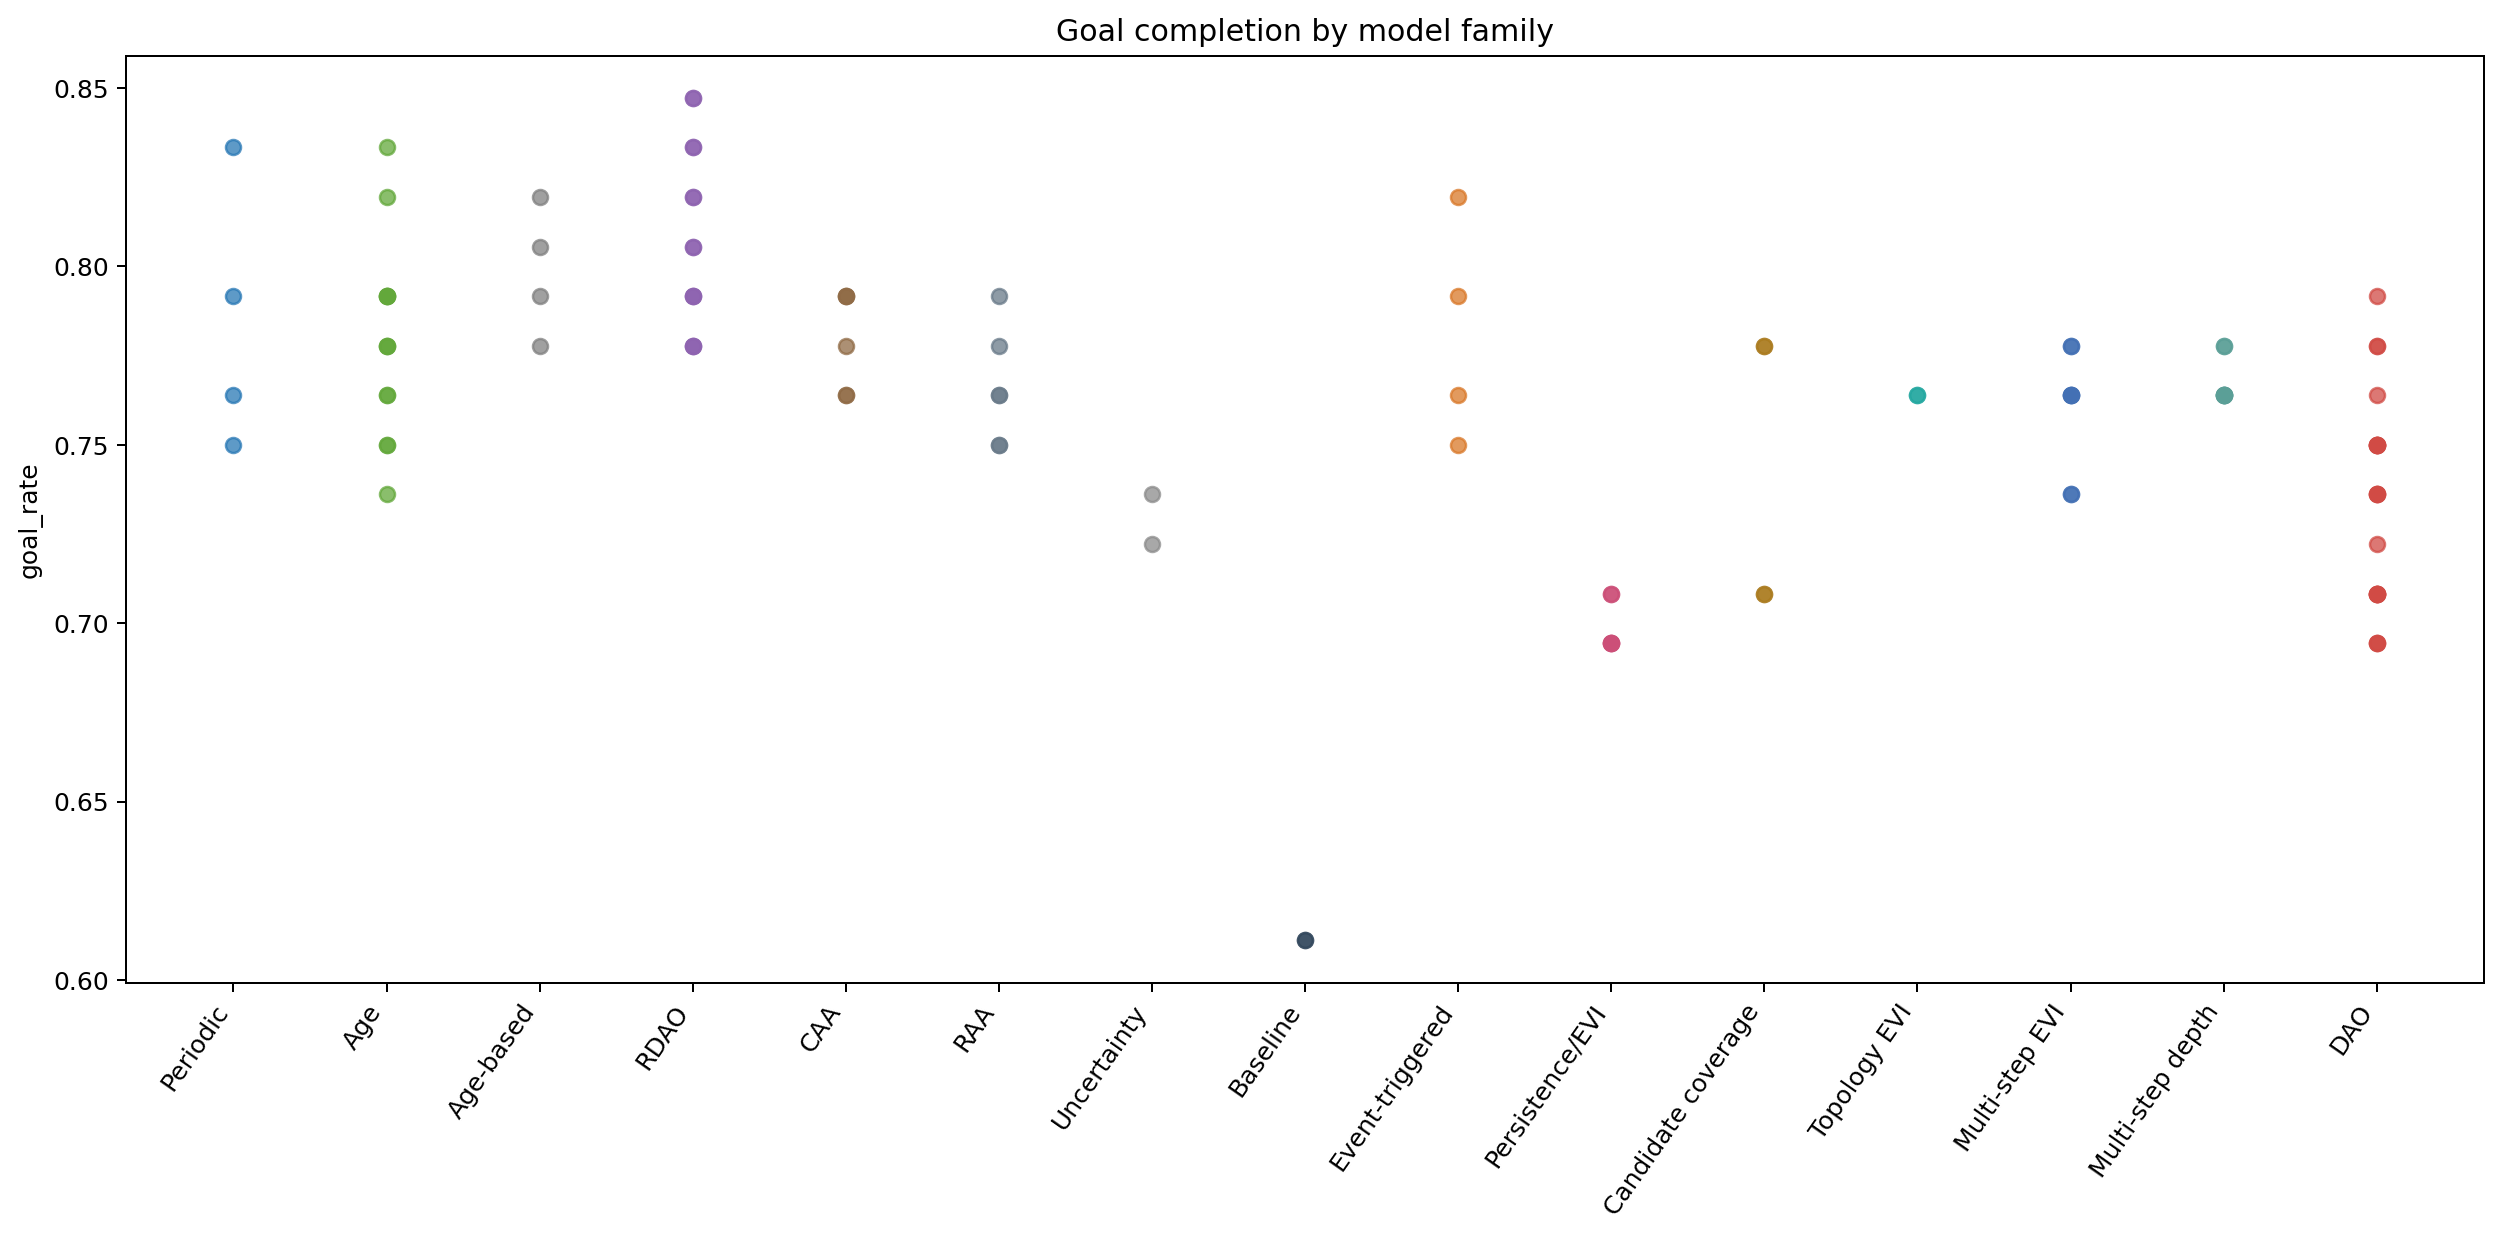 Goal completion by model family
goal_rate
0.85
0.80
0.75
0.70
0.65
0.60
Periodic
Age
Age-based
RDAO
CAA
RAA
Uncertainty
Baseline
Event-triggered
Persistence/EVI
Candidate coverage
Topology EVI
Multi-step EVI
Multi-step depth
DAO